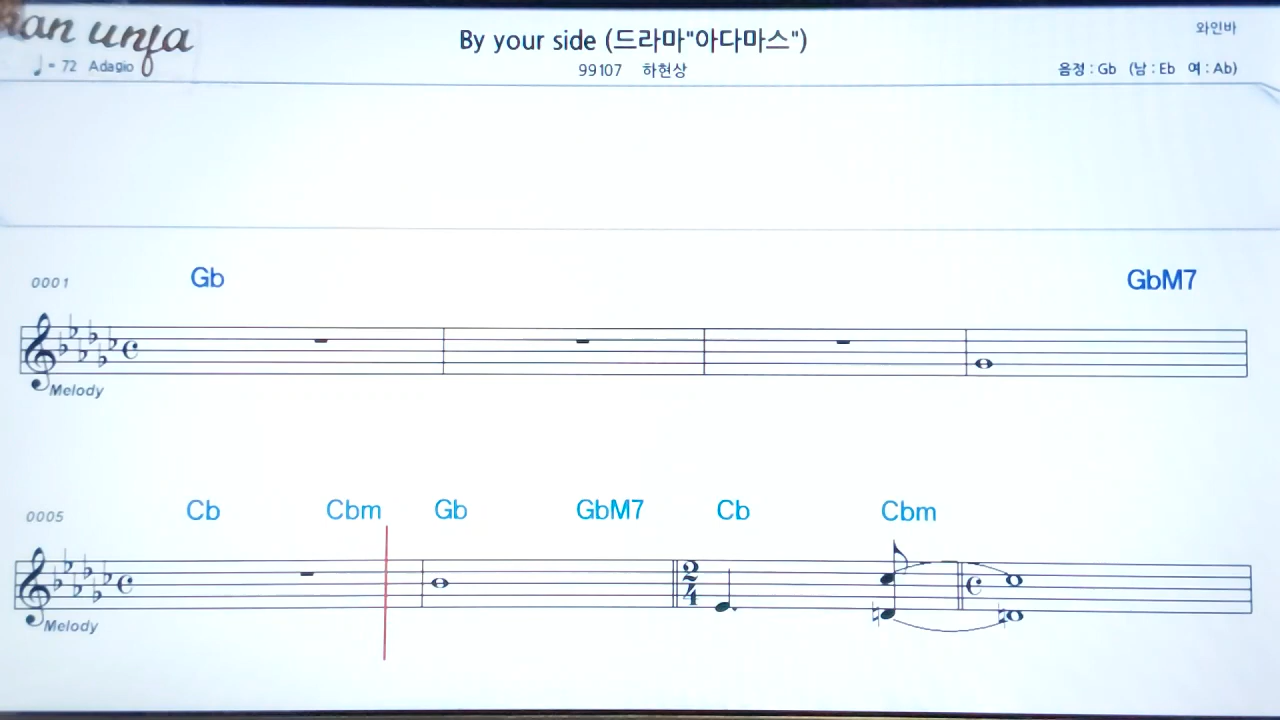 By your side (드라마"아다마스")
와인바
♩ = 72 Adagio
99107 하현상
음정 : Gb (남 : Eb 여 : Ab)
0001 Gb GbM7
Melody
0005 Cb Cbm Gb GbM7 Cb Cbm
2
4
Melody